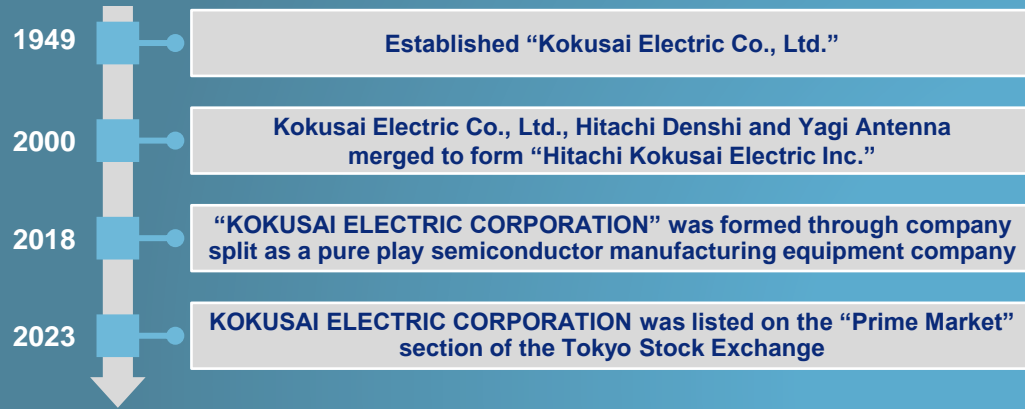 1949
Established “Kokusai Electric Co., Ltd.”
2000
Kokusai Electric Co., Ltd., Hitachi Denshi and Yagi Antenna
merged to form “Hitachi Kokusai Electric Inc.”
2018
“KOKUSAI ELECTRIC CORPORATION” was formed through company
split as a pure play semiconductor manufacturing equipment company
2023
KOKUSAI ELECTRIC CORPORATION was listed on the “Prime Market”
section of the Tokyo Stock Exchange